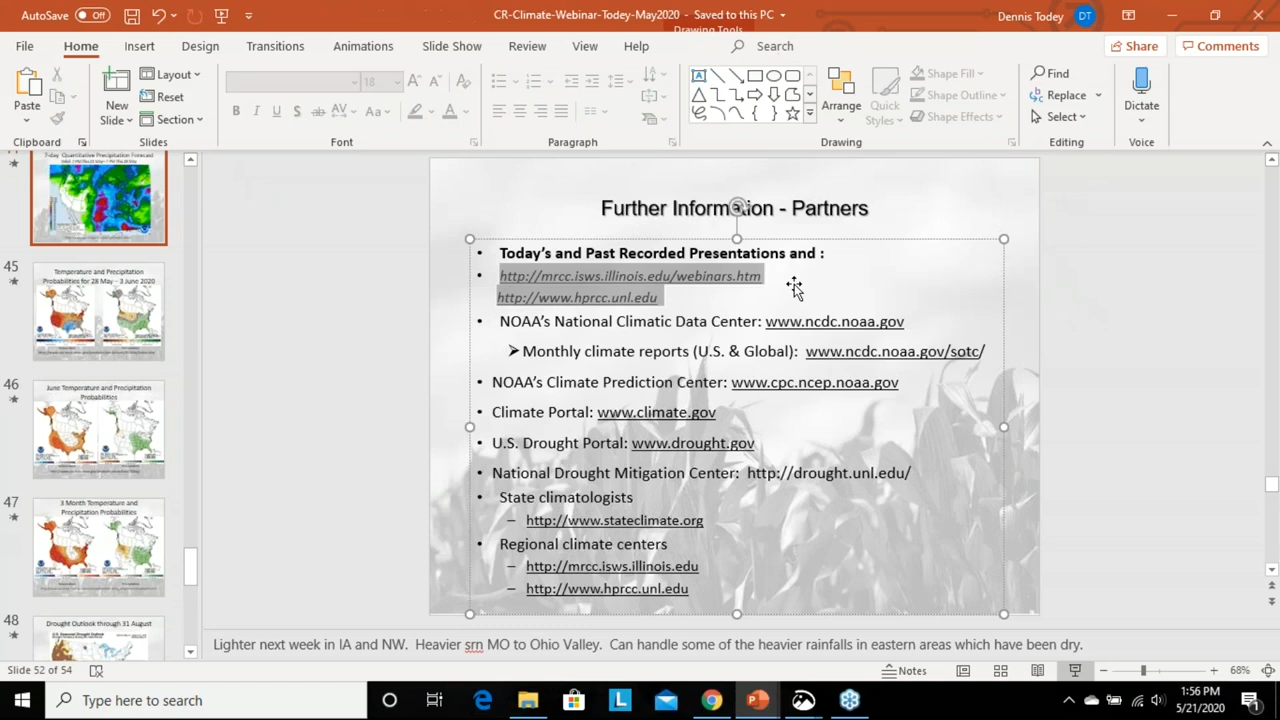 AutoSave Off CR-Climate-Webinar-Todey-May2020 - Saved to this PC Dennis Todey DT
Drawing Tools
File Home Insert Design Transitions Animations Slide Show Review View Help Search Share Comments
Paste
New Slide
Layout
Reset
Section
18
B I U S ab AV Aa A
Arrange
Quick Styles
Shape Fill
Shape Outline
Shape Effects
Find
Replace
Select
Dictate
Clipboard Slides Font Paragraph Drawing Editing Voice
7-day Quantitative Precipitation Forecast
45
Temperature and Precipitation
Probabilities for 28 May - 3 June 2020
46
June Temperature and Precipitation
Probabilities
47
3 Month Temperature and
Precipitation Probabilities
48
Drought Outlook through 31 August
Further Information - Partners
• Today's and Past Recorded Presentations and :
• http://mrcc.isws.illinois.edu/webinars.htm
http://www.hprcc.unl.edu
• NOAA's National Climatic Data Center: www.ncdc.noaa.gov
➢ Monthly climate reports (U.S. & Global): www.ncdc.noaa.gov/sotc/
• NOAA's Climate Prediction Center: www.cpc.ncep.noaa.gov
• Climate Portal: www.climate.gov
• U.S. Drought Portal: www.drought.gov
• National Drought Mitigation Center: http://drought.unl.edu/
• State climatologists
– http://www.stateclimate.org
• Regional climate centers
– http://mrcc.isws.illinois.edu
– http://www.hprcc.unl.edu
Lighter next week in IA and NW. Heavier srn MO to Ohio Valley. Can handle some of the heavier rainfalls in eastern areas which have been dry.
Slide 52 of 54 Notes 68%
Type here to search
1:56 PM
5/21/2020